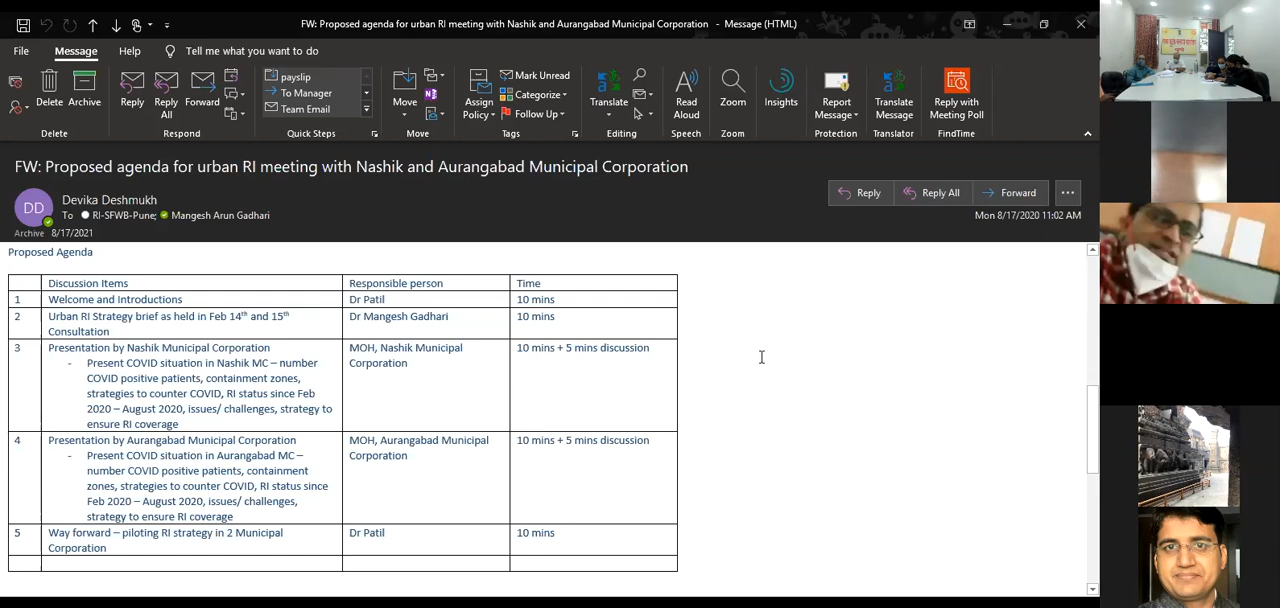 FW: Proposed agenda for urban RI meeting with Nashik and Aurangabad Municipal Corporation - Message (HTML)
File Message Help Tell me what you want to do
Delete Archive Reply Reply All Forward
payslip
To Manager
Team Email
Move
Assign Policy
Mark Unread
Categorize
Follow Up
Translate
Read Aloud
Zoom
Insights
Report Message
Translate Message
Reply with Meeting Poll
Delete Respond Quick Steps Move Tags Editing Speech Zoom Protection Translator FindTime
FW: Proposed agenda for urban RI meeting with Nashik and Aurangabad Municipal Corporation
DD
Devika Deshmukh
To RI-SFWB-Pune; Mangesh Arun Gadhari
Archive 8/17/2021
Reply Reply All Forward
Mon 8/17/2020 11:02 AM
Proposed Agenda
Discussion Items Responsible person Time
1 Welcome and Introductions Dr Patil 10 mins
2 Urban RI Strategy brief as held in Feb 14th and 15th Dr Mangesh Gadhari 10 mins
Consultation
3 Presentation by Nashik Municipal Corporation MOH, Nashik Municipal 10 mins + 5 mins discussion
- Present COVID situation in Nashik MC – number Corporation
COVID positive patients, containment zones,
strategies to counter COVID, RI status since Feb
2020 – August 2020, issues/ challenges, strategy to
ensure RI coverage
4 Presentation by Aurangabad Municipal Corporation MOH, Aurangabad Municipal 10 mins + 5 mins discussion
- Present COVID situation in Aurangabad MC – Corporation
number COVID positive patients, containment
zones, strategies to counter COVID, RI status since
Feb 2020 – August 2020, issues/ challenges,
strategy to ensure RI coverage
5 Way forward – piloting RI strategy in 2 Municipal Dr Patil 10 mins
Corporation